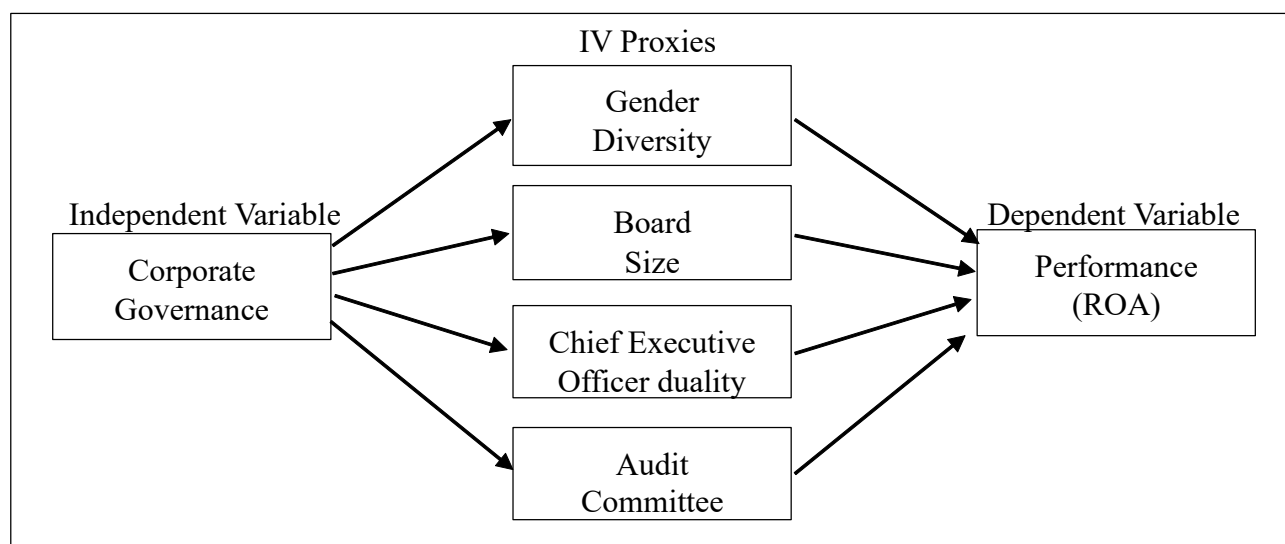 IV Proxies
Gender
Diversity
Independent Variable
Corporate
Governance
Board
Size
Chief Executive
Officer duality
Audit
Committee
Dependent Variable
Performance
(ROA)